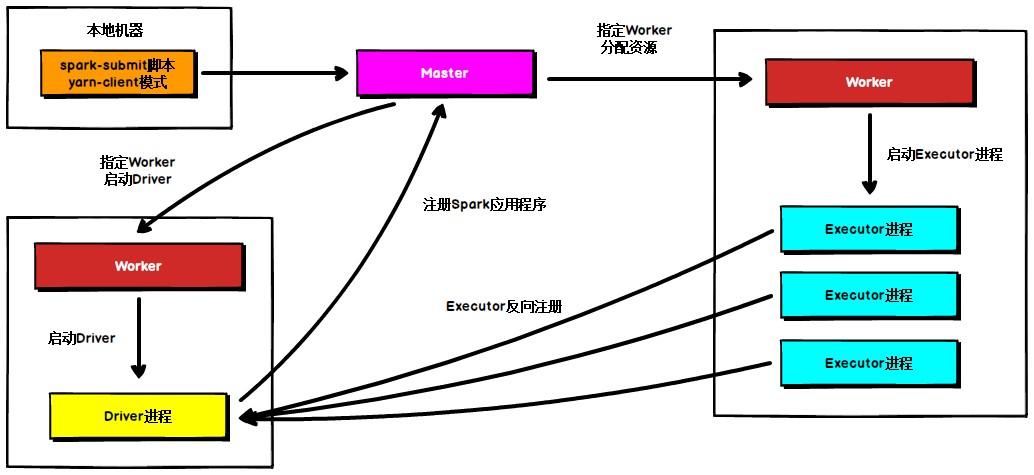 本地机器
spark-submit脚本
yarn-client模式
Master
指定Worker
分配资源
Worker
启动Executor进程
指定Worker
启动Driver
注册Spark应用程序
Executor进程
Worker
Executor进程
Executor反向注册
启动Driver
Executor进程
Driver进程